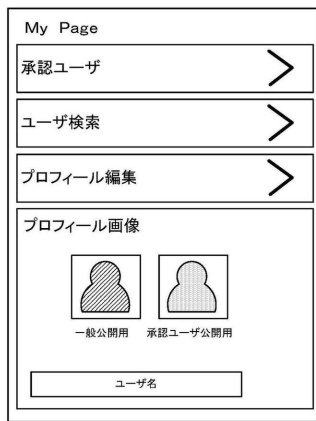 My Page
承認ユーザ
ユーザ検索
プロフィール編集
プロフィール画像
一般公開用 承認ユーザ公開用
ユーザ名